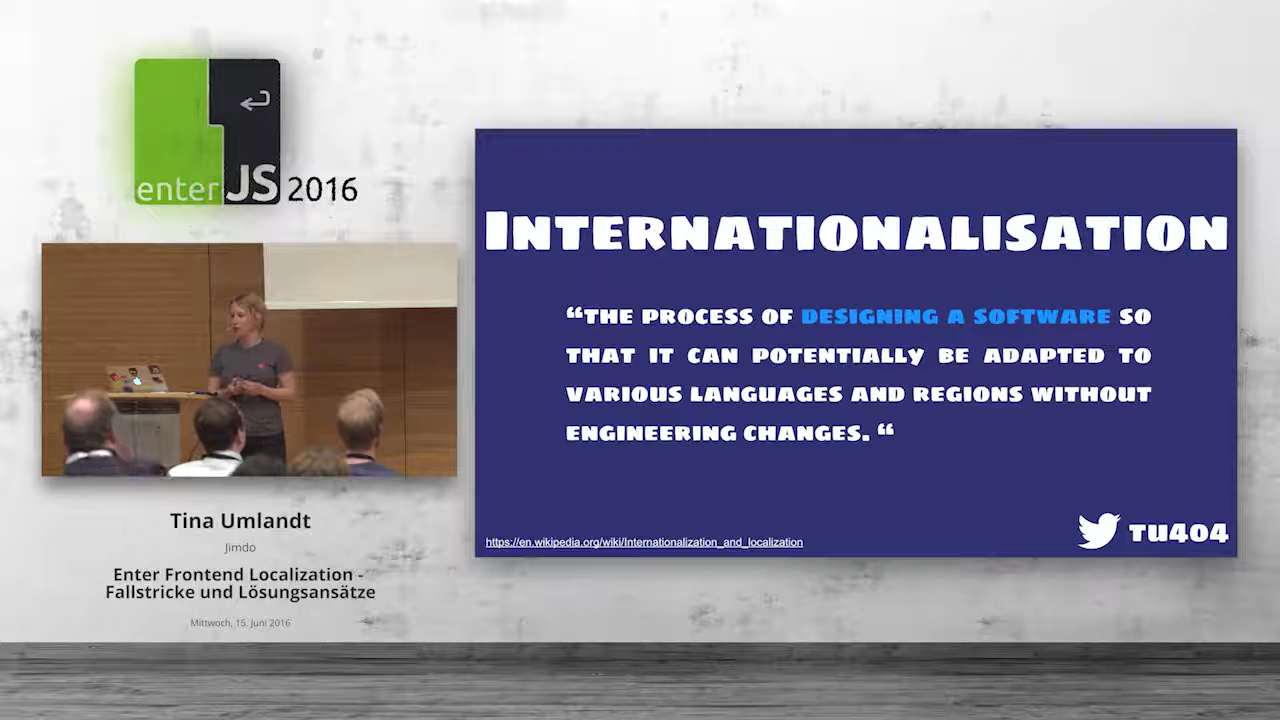 enterJS 2016
INTERNATIONALISATION
“THE PROCESS OF DESIGNING A SOFTWARE SO
THAT IT CAN POTENTIALLY BE ADAPTED TO
VARIOUS LANGUAGES AND REGIONS WITHOUT
ENGINEERING CHANGES. “
https://en.wikipedia.org/wiki/Internationalization_and_localization
TU404
Tina Umlandt
Jimdo
Enter Frontend Localization -
Fallstricke und Lösungsansätze
Mittwoch, 15. Juni 2016